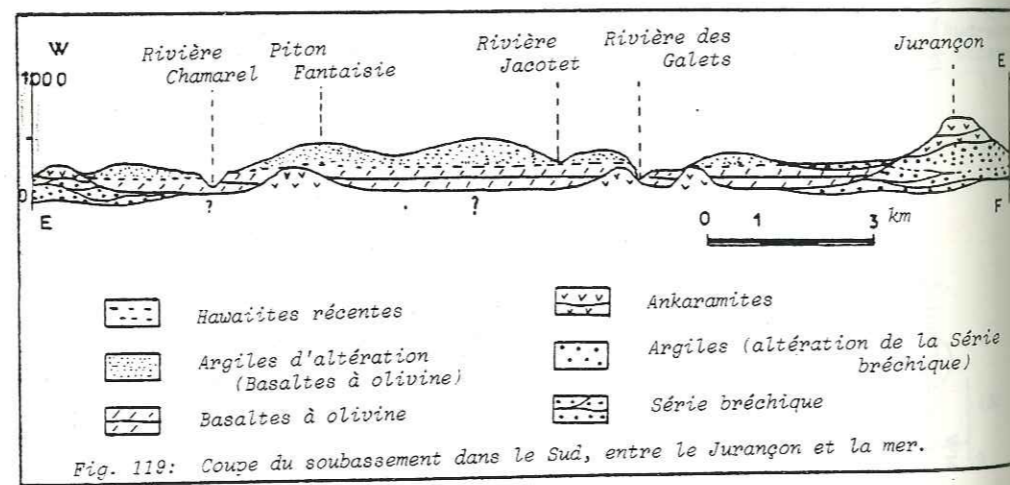 W
E
Rivière
Chamarel
Piton
Fantaisie
Rivière
Jacotet
Rivière des
Galets
Jurançon
1000
0
E
F
?
?
0 1 3 km
Hawaiites récentes
Argiles d'altération
(Basaltes à olivine)
Basaltes à olivine
Ankaramites
Argiles (altération de la Série
bréchique)
Série bréchique
Fig. 119: Coupe du soubassement dans le Sud, entre le Jurançon et la mer.